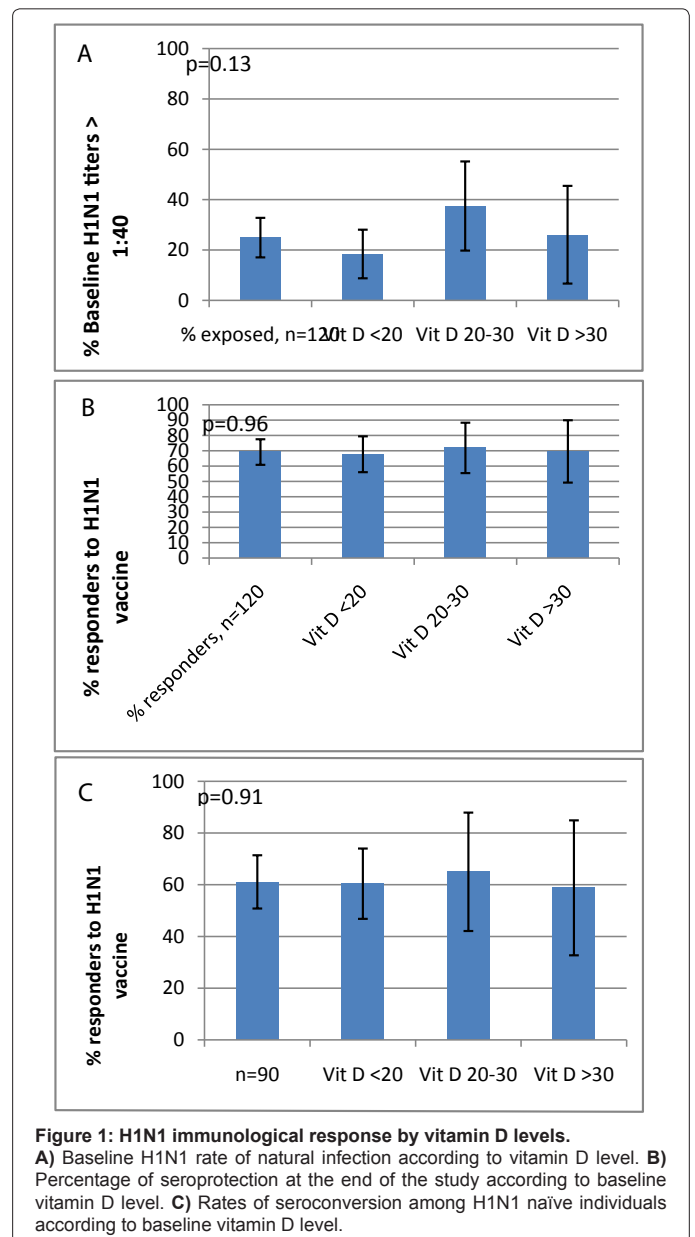 A
p=0.13
100
80
60
40
20
0
% Baseline H1N1 titers >
1:40
% exposed, n=120 Vit D <20 Vit D 20-30 Vit D >30
B
p=0.96
100
90
80
70
60
50
40
30
20
10
0
% responders to H1N1
vaccine
% responders, n=120 Vit D <20 Vit D 20-30 Vit D >30
C
p=0.91
100
80
60
40
20
0
% responders to H1N1
vaccine
n=90 Vit D <20 Vit D 20-30 Vit D >30
Figure 1: H1N1 immunological response by vitamin D levels.
A) Baseline H1N1 rate of natural infection according to vitamin D level. B)
Percentage of seroprotection at the end of the study according to baseline
vitamin D level. C) Rates of seroconversion among H1N1 naïve individuals
according to baseline vitamin D level.